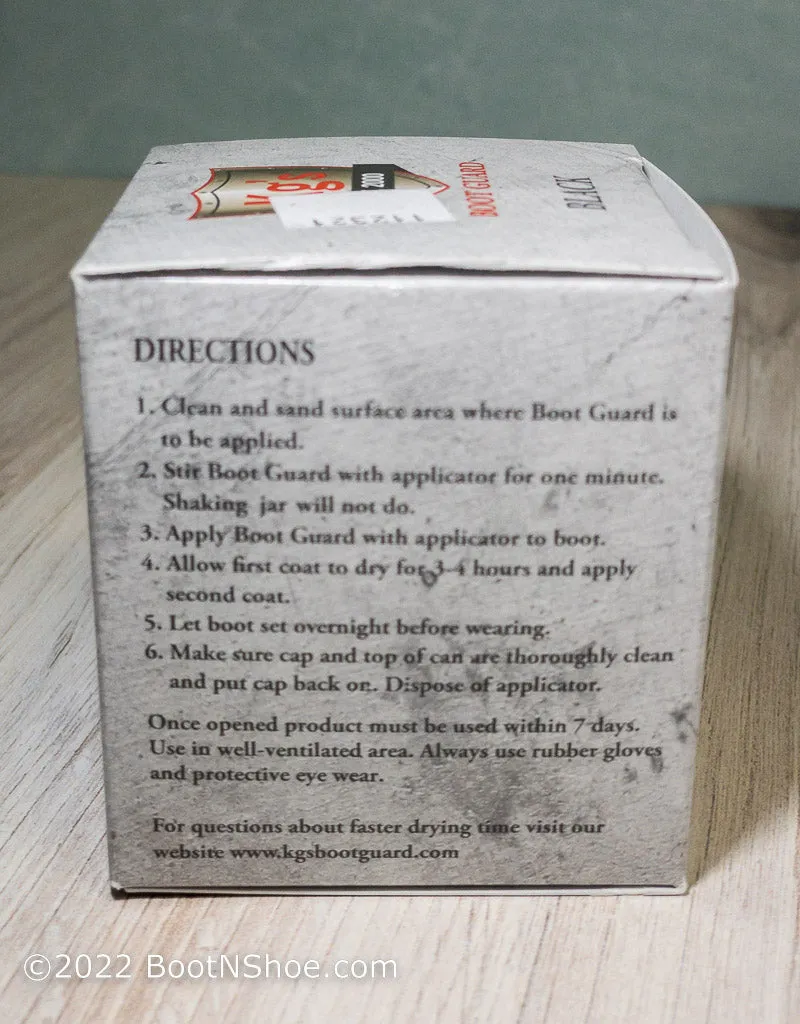 kg's
2000
112321
BOOT GUARD
BLACK
DIRECTIONS
1. Clean and sand surface area where Boot Guard is
to be applied.
2. Stir Boot Guard with applicator for one minute.
Shaking jar will not do.
3. Apply Boot Guard with applicator to boot.
4. Allow first coat to dry for 3-4 hours and apply
second coat.
5. Let boot set overnight before wearing.
6. Make sure cap and top of can are thoroughly clean
and put cap back on. Dispose of applicator.
Once opened product must be used within 7 days.
Use in well-ventilated area. Always use rubber gloves
and protective eye wear.
For questions about faster drying time visit our
website www.kgsbootguard.com
©2022 BootNShoe.com